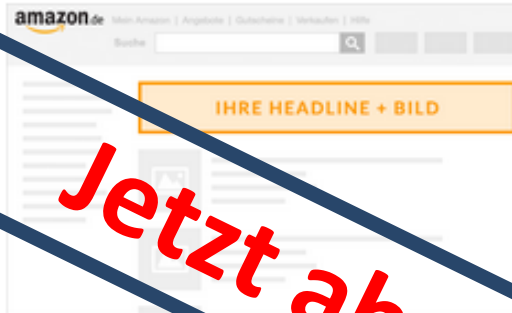 amazon.de
Mein Amazon | Angebote | Gutscheine | Verkaufen | Hilfe
Suche
IHRE HEADLINE + BILD
Jetzt ab